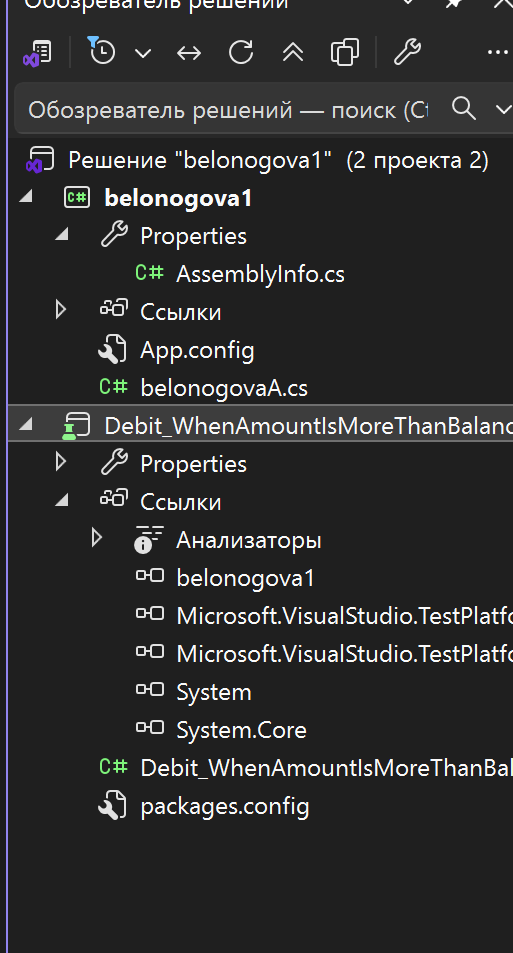 Обозреватель решений
Обозреватель решений — поиск (Ct
Решение "belonogova1" (2 проекта 2)
C# belonogova1
Properties
C# AssemblyInfo.cs
Ссылки
App.config
C# belonogovaA.cs
Debit_WhenAmountIsMoreThanBalanc
Properties
Ссылки
Анализаторы
belonogova1
Microsoft.VisualStudio.TestPlatfo
Microsoft.VisualStudio.TestPlatfo
System
System.Core
C# Debit_WhenAmountIsMoreThanBal
packages.config